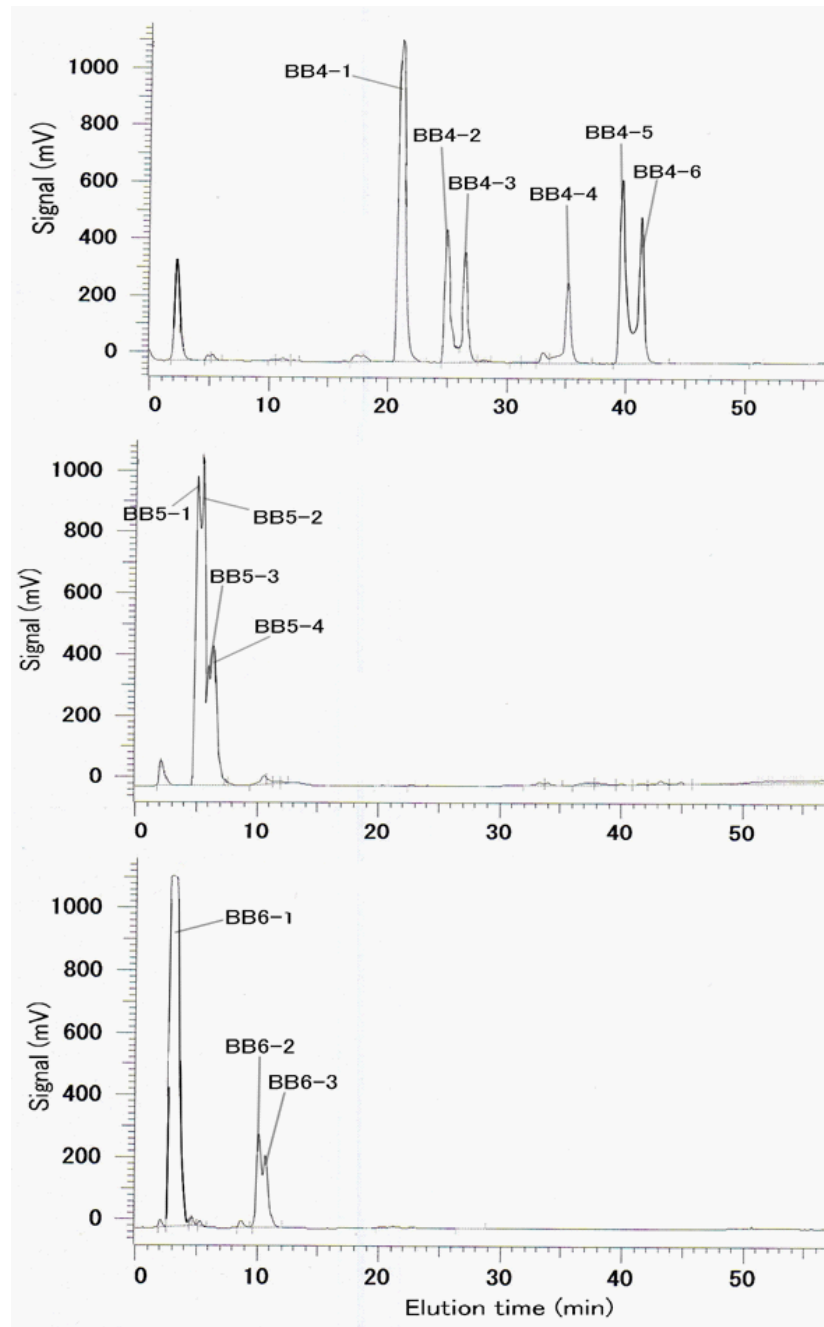 1000
800
600
400
200
0
Signal (mV)
BB4-1
BB4-2
BB4-3
BB4-4
BB4-5
BB4-6
0 10 20 30 40 50
1000
800
600
400
200
0
Signal (mV)
BB5-1
BB5-2
BB5-3
BB5-4
0 10 20 30 40 50
1000
800
600
400
200
0
Signal (mV)
BB6-1
BB6-2
BB6-3
0 10 20 30 40 50
Elution time (min)